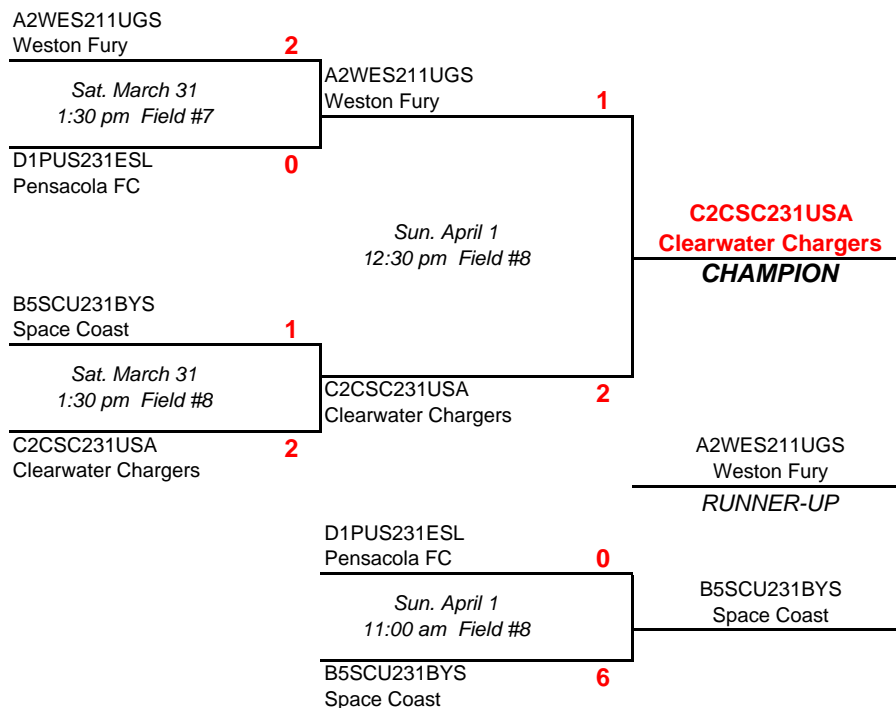 A2WES211UGS
Weston Fury 2
Sat. March 31
1:30 pm Field #7
D1PUS231ESL 0
Pensacola FC
A2WES211UGS
Weston Fury 1
Sun. April 1
12:30 pm Field #8
C2CSC231USA
Clearwater Chargers
CHAMPION
B5SCU231BYS
Space Coast 1
Sat. March 31
1:30 pm Field #8
C2CSC231USA 2
Clearwater Chargers
C2CSC231USA 2
Clearwater Chargers
A2WES211UGS
Weston Fury
RUNNER-UP
D1PUS231ESL
Pensacola FC 0
Sun. April 1
11:00 am Field #8
B5SCU231BYS 6
Space Coast
B5SCU231BYS
Space Coast